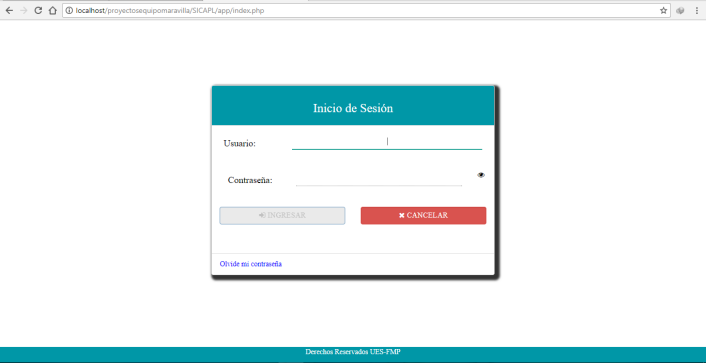 localhost/proyectosequipomaravilla/SICAPL/app/index.php
Inicio de Sesión
Usuario:
Contraseña:
INGRESAR
CANCELAR
Olvide mi contraseña
Derechos Reservados UES-FMP